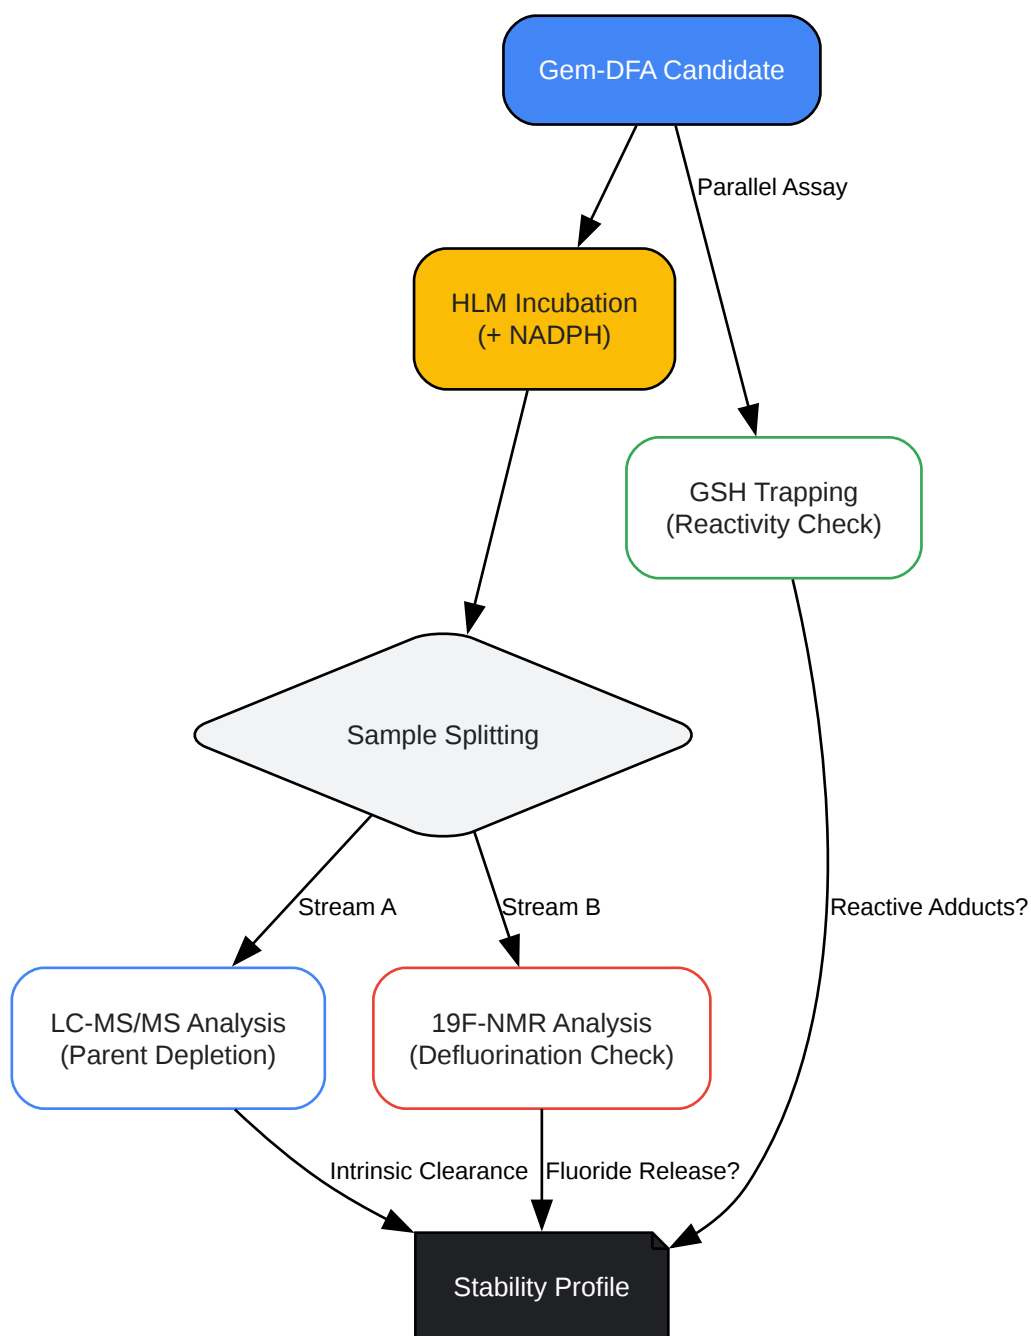 Gem-DFA Candidate
Parallel Assay
HLM Incubation
(+ NADPH)
GSH Trapping
(Reactivity Check)
Sample Splitting
Stream A
Stream B
Reactive Adducts?
LC-MS/MS Analysis
(Parent Depletion)
19F-NMR Analysis
(Defluorination Check)
Intrinsic Clearance
Fluoride Release?
Stability Profile